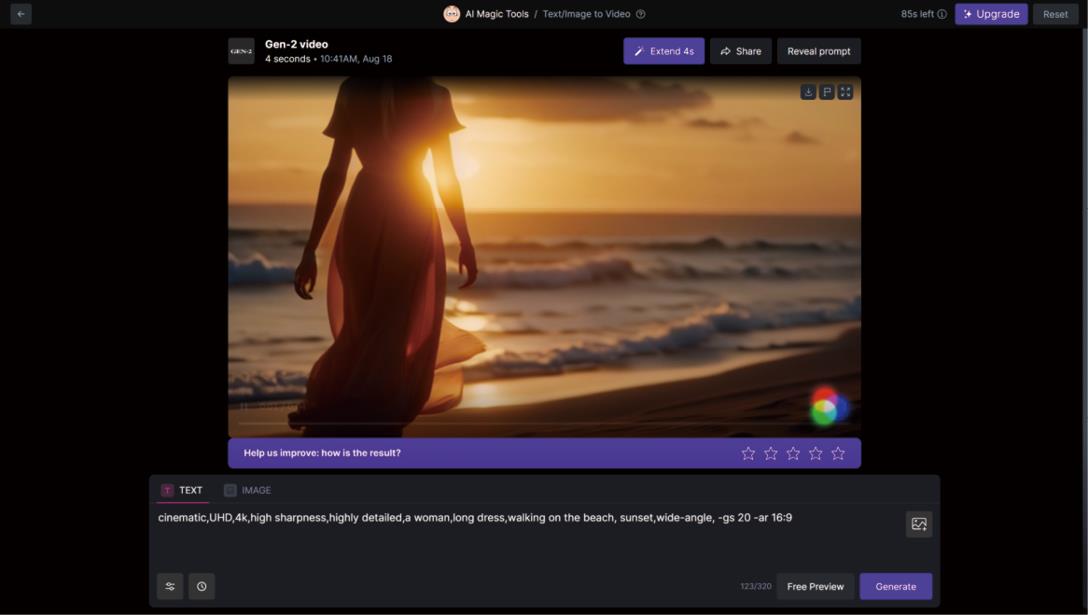 AI Magic Tools / Text/Image to Video
85s left
Upgrade
Reset
GEN-2
Gen-2 video
4 seconds • 10:41AM, Aug 18
Extend 4s
Share
Reveal prompt
Help us improve: how is the result?
T TEXT
IMAGE
cinematic,UHD,4k,high sharpness,highly detailed,a woman,long dress,walking on the beach, sunset,wide-angle, -gs 20 -ar 16:9
123/320
Free Preview
Generate